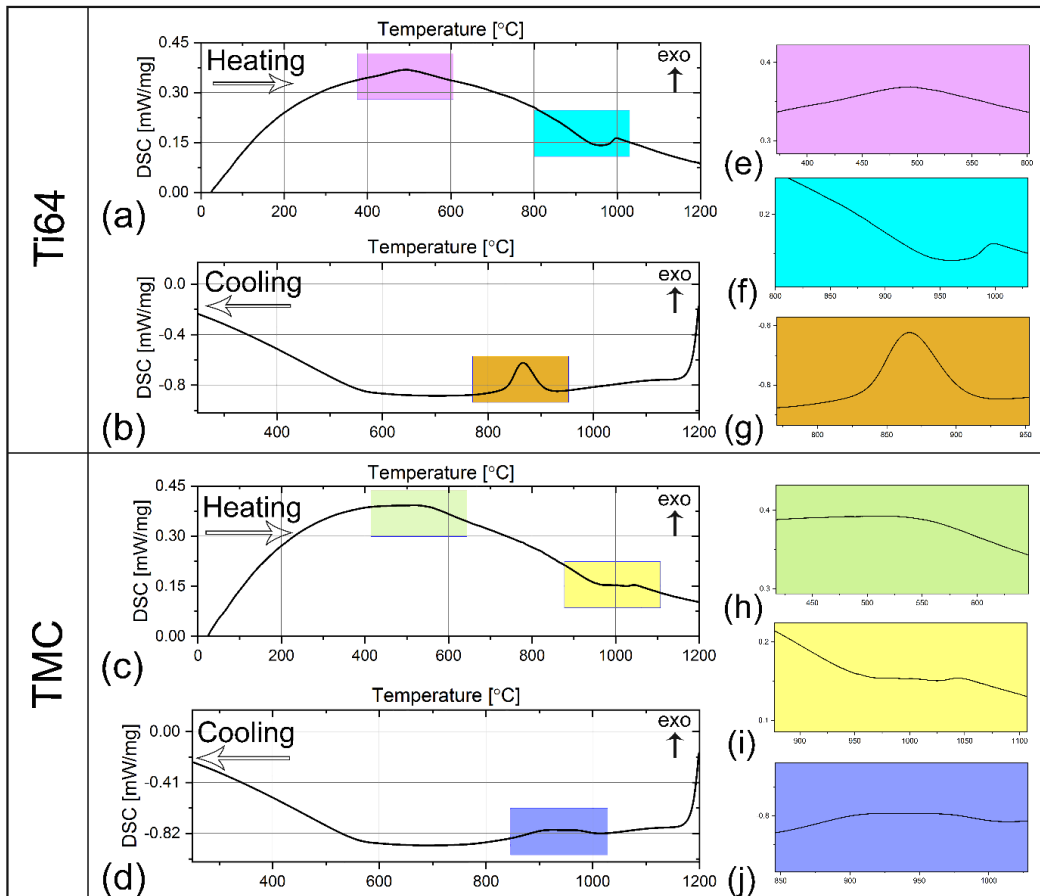 Ti64
Temperature [°C]
0.45
0.30
0.15
0.00
DSC [mW/mg]
Heating
exo
0 200 400 600 800 1000 1200
(a)
0.4
0.3
400 450 500 550 600
(e)
0.2
800 850 900 950 1000
(f)
Temperature [°C]
0.0
-0.4
-0.8
DSC [mW/mg]
Cooling
exo
400 600 800 1000 1200
(b)
-0.6
-0.8
800 850 900 950
(g)
TMC
Temperature [°C]
0.45
0.30
0.15
0.00
DSC [mW/mg]
Heating
exo
0 200 400 600 800 1000 1200
(c)
0.4
0.3
450 500 550 600
(h)
0.2
0.1
900 950 1000 1050 1100
(i)
Temperature [°C]
0.00
-0.41
-0.82
DSC [mW/mg]
Cooling
exo
200 400 600 800 1000 1200
(d)
0.8
850 900 950 1000
(j)